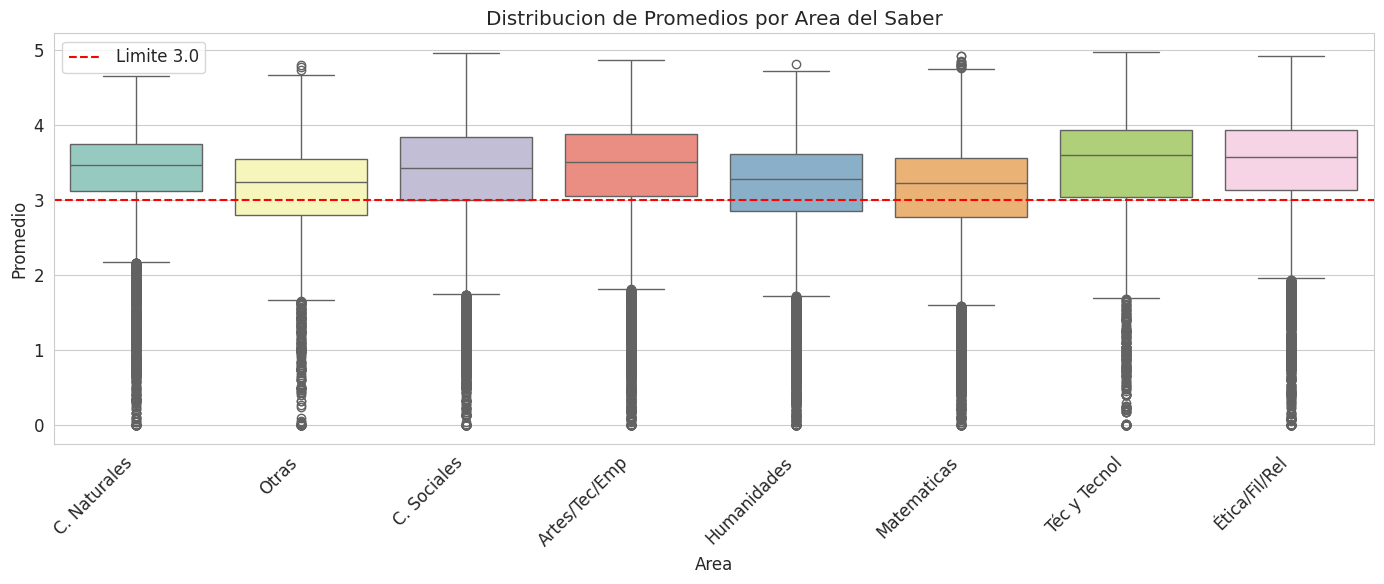 Distribucion de Promedios por Area del Saber
Limite 3.0
Promedio
5
4
3
2
1
0
C. Naturales
Otras
C. Sociales
Artes/Tec/Emp
Humanidades
Matematicas
Téc y Tecnol
Ética/Fil/Rel
Area